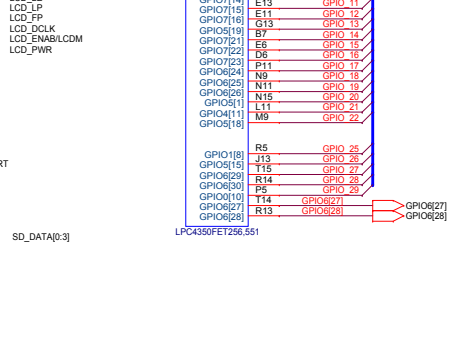 LCD_LP
LCD_FP
LCD_DCLK
LCD_ENAB/LCDM
LCD_PWR
RT
SD_DATA[0:3]
GPIO7[15] E13 GPIO_11
GPIO7[16] E11 GPIO_12
GPIO5[19] G13 GPIO_13
GPIO7[21] B7 GPIO_14
GPIO7[22] E6 GPIO_15
GPIO7[23] D6 GPIO_16
GPIO6[24] P11 GPIO_17
GPIO6[25] N9 GPIO_18
GPIO6[26] N11 GPIO_19
GPIO5[1] N15 GPIO_20
GPIO4[11] L11 GPIO_21
GPIO5[18] M9 GPIO_22
GPIO1[8] R5 GPIO_25
GPIO5[15] J13 GPIO_26
GPIO6[29] T15 GPIO_27
GPIO6[30] R14 GPIO_28
GPIO0[10] P5 GPIO_29
GPIO6[27] T14 GPIO6[27] GPIO6[27]
GPIO6[28] R13 GPIO6[28] GPIO6[28]
LPC4350FET256,551